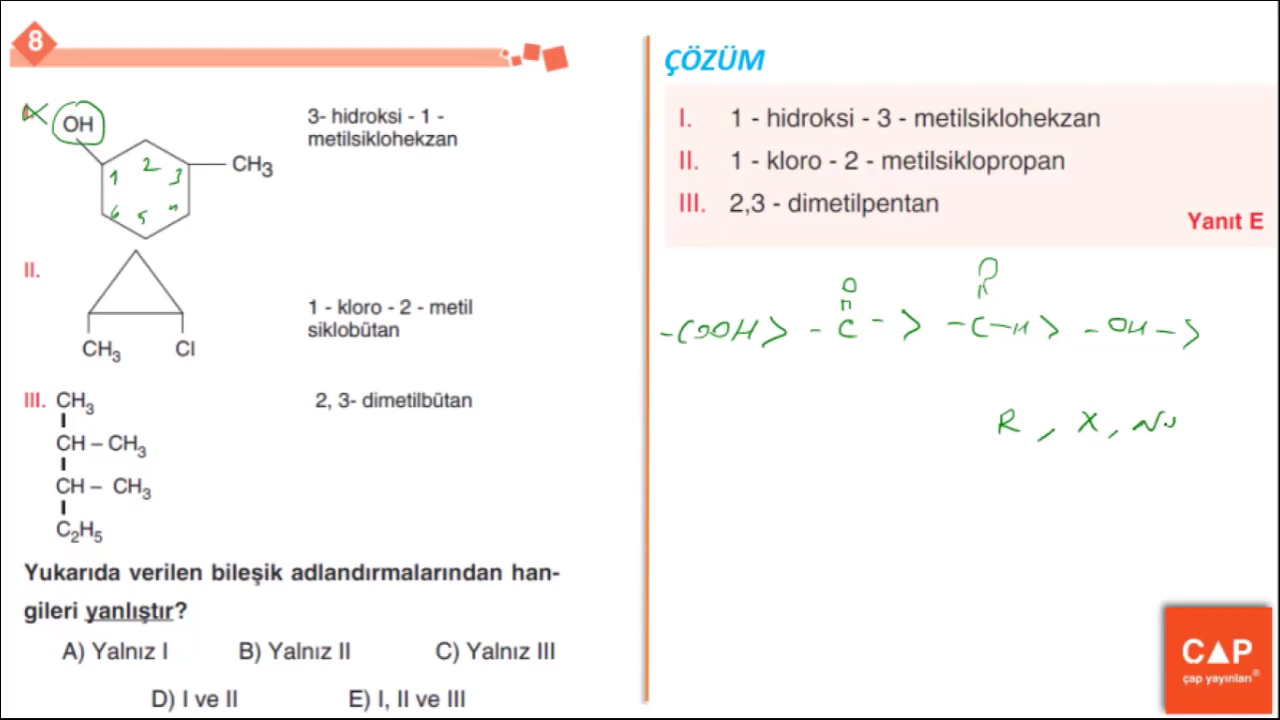 8
I.
OH
CH3
1 2 3 4 5 6
3- hidroksi - 1 -
metilsiklohekzan
II.
CH3 Cl
1 - kloro - 2 - metil
siklobütan
III. CH3
CH – CH3
CH – CH3
C2H5
2, 3- dimetilbütan
Yukarıda verilen bileşik adlandırmalarından han-
gileri yanlıştır?
A) Yalnız I B) Yalnız II C) Yalnız III
D) I ve II E) I, II ve III
ÇÖZÜM
I. 1 - hidroksi - 3 - metilsiklohekzan
II. 1 - kloro - 2 - metilsiklopropan
III. 2,3 - dimetilpentan
Yanıt E
O
-COOH > - C - > -C-H > - OH - >
R , X ,
CAP
çap yayınları®